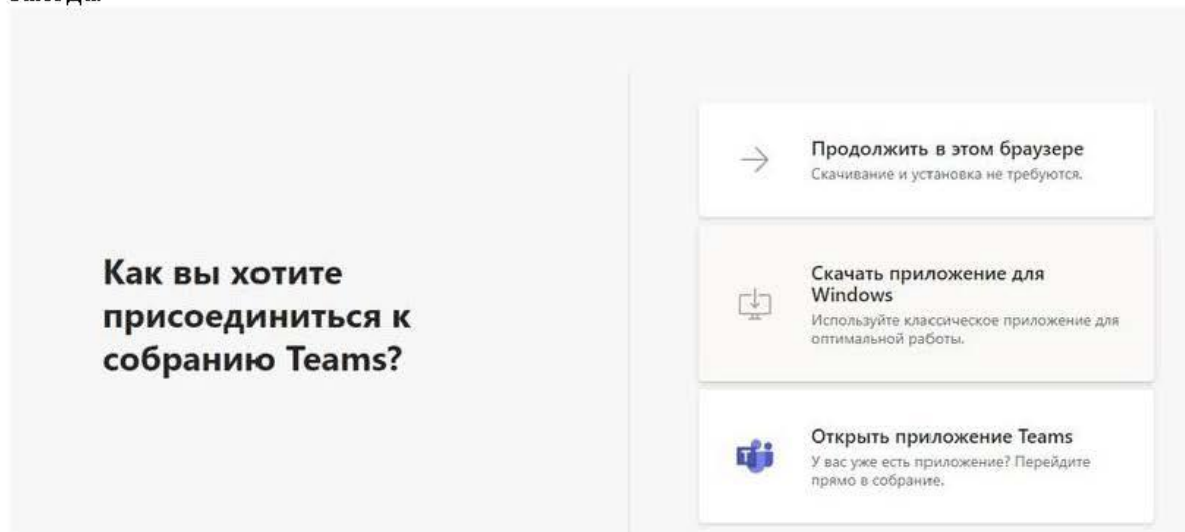 Как вы хотите
присоединиться к
собранию Teams?
Продолжить в этом браузере
Скачивание и установка не требуются.
Скачать приложение для
Windows
Используйте классическое приложение для
оптимальной работы.
Открыть приложение Teams
У вас уже есть приложение? Перейдите
прямо в собрание.